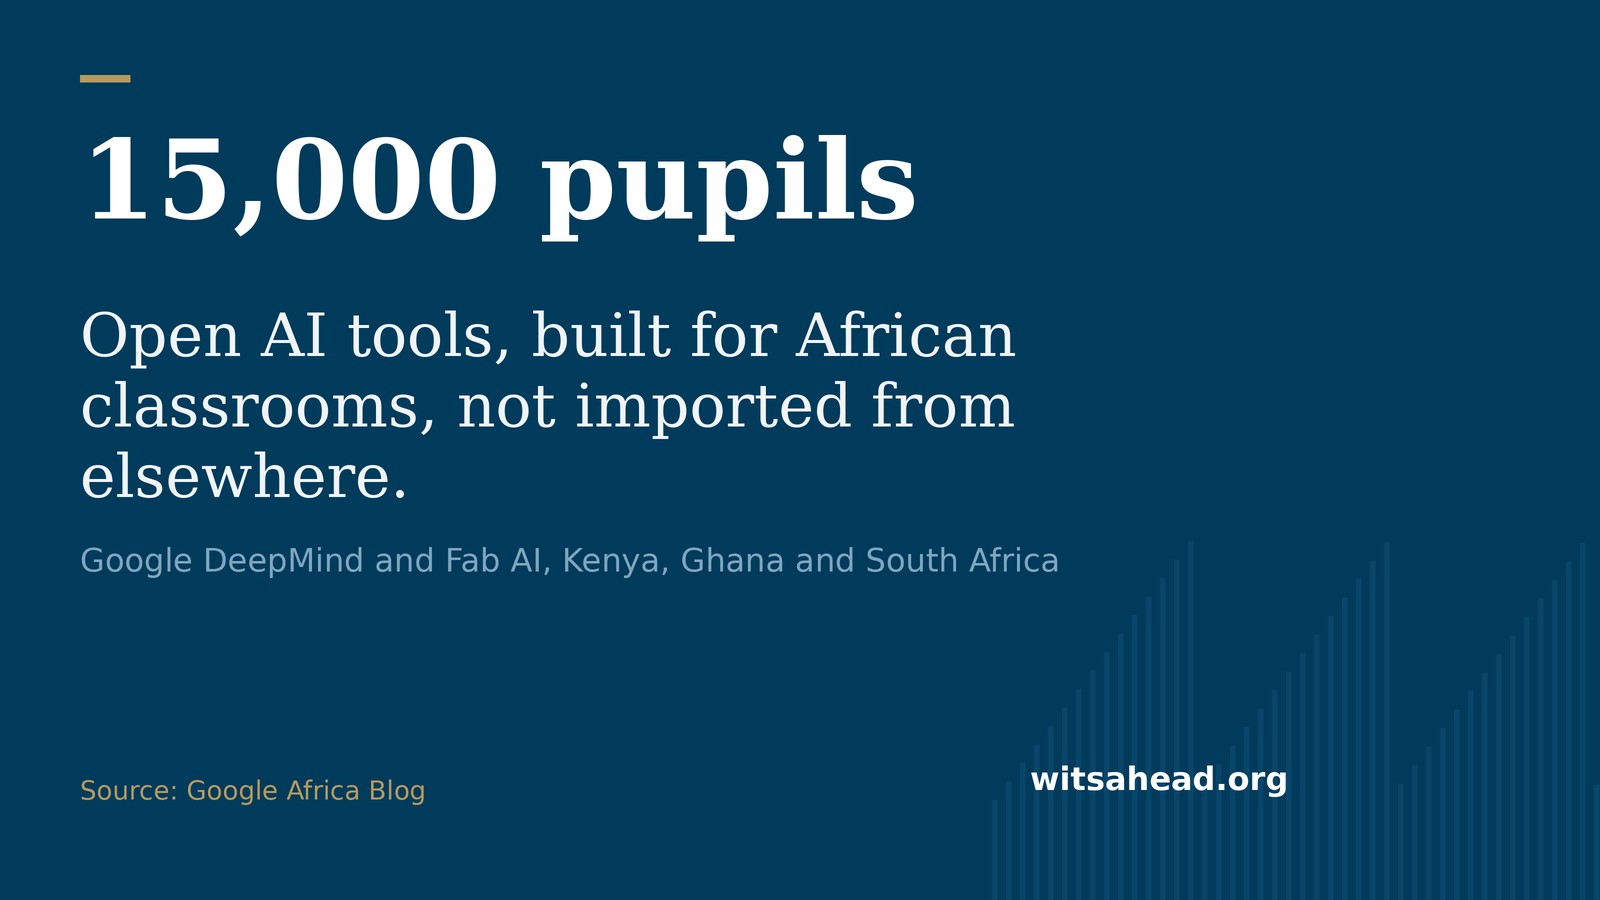 15,000 pupils
Open AI tools, built for African
classrooms, not imported from
elsewhere.
Google DeepMind and Fab AI, Kenya, Ghana and South Africa
Source: Google Africa Blog
witsahead.org